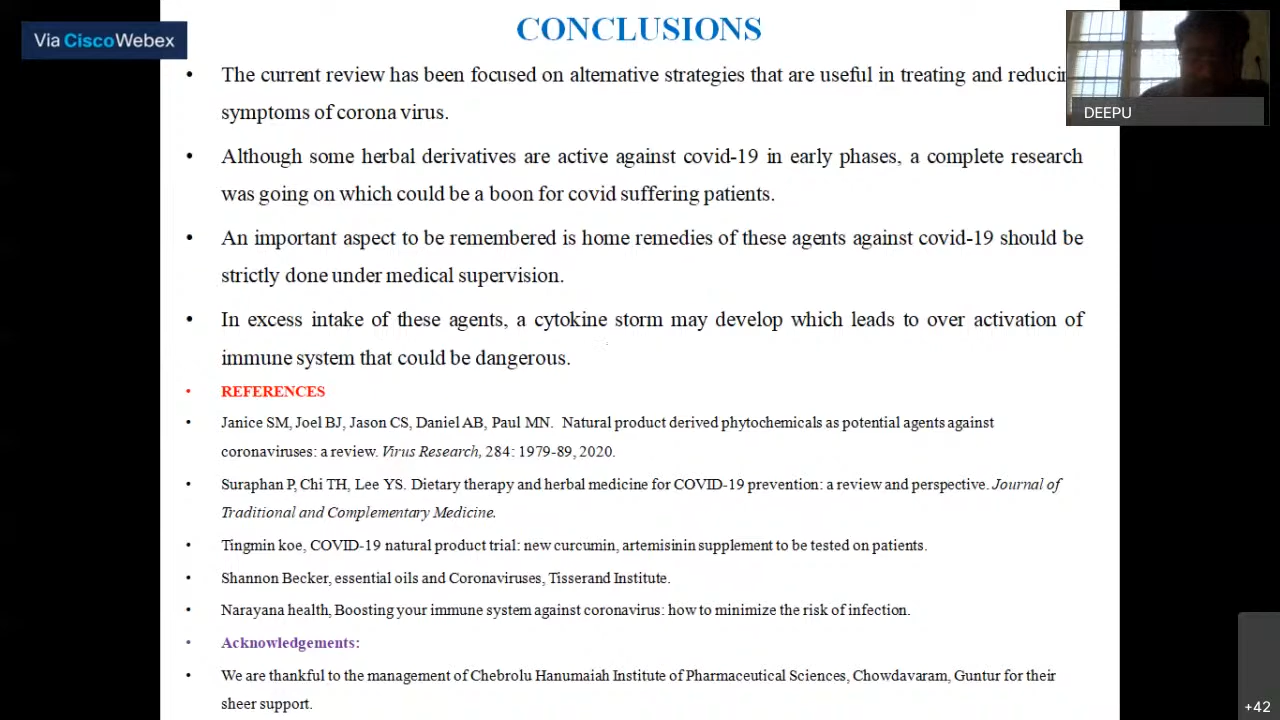 Via CiscoWebex
CONCLUSIONS
DEEPU
• The current review has been focused on alternative strategies that are useful in treating and
symptoms of corona virus.
• Although some herbal derivatives are active against covid-19 in early phases, a complete research
was going on which could be a boon for covid suffering patients.
• An important aspect to be remembered is home remedies of these agents against covid-19 should be
strictly done under medical supervision.
• In excess intake of these agents, a cytokine storm may develop which leads to over activation of
immune system that could be dangerous.
• REFERENCES
• Janice SM, Joel BJ, Jason CS, Daniel AB, Paul MN. Natural product derived phytochemicals as potential agents against
coronaviruses: a review. Virus Research, 284: 1979-89, 2020.
• Suraphan P, Chi TH, Lee YS. Dietary therapy and herbal medicine for COVID-19 prevention: a review and perspective. Journal of
Traditional and Complementary Medicine.
• Tingmin koe, COVID-19 natural product trial: new curcumin, artemisinin supplement to be tested on patients.
• Shannon Becker, essential oils and Coronaviruses, Tisserand Institute.
• Narayana health, Boosting your immune system against coronavirus: how to minimize the risk of infection.
• Acknowledgements:
• We are thankful to the management of Chebrolu Hanumaiah Institute of Pharmaceutical Sciences, Chowdavaram, Guntur for their
sheer support.
+42